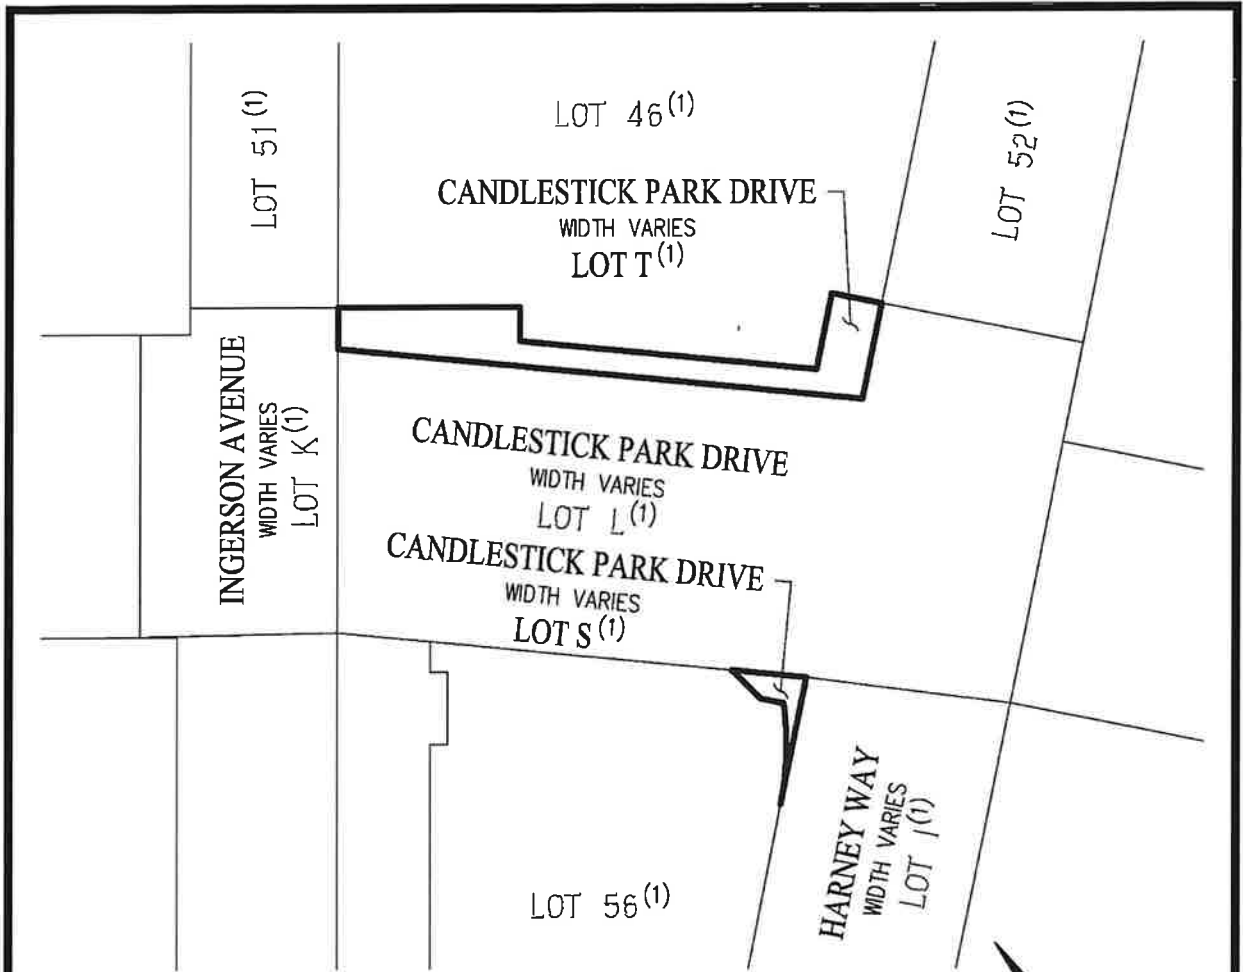 LOT 51(1)
LOT 46(1)
LOT 52(1)
CANDLESTICK PARK DRIVE
WIDTH VARIES
LOT T(1)
INGERSON AVENUE
WIDTH VARIES
LOT K(1)
CANDLESTICK PARK DRIVE
WIDTH VARIES
LOT L(1)
CANDLESTICK PARK DRIVE
WIDTH VARIES
LOT S(1)
HARNEY WAY
WIDTH VARIES
LOT I(1)
LOT 56(1)